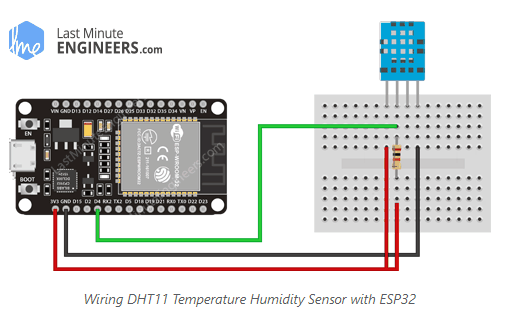 Last Minute
ENGINEERS.com
VIN GND D13 D12 D14 D27 D26 D25 D33 D32 D35 D34 VN VP EN
EN
BOOT
ESP-WROOM-32
3V3 GND D15 D2 D4 RX2 TX2 D5 D18 D19 D21 RX0 TX0 D22 D23
Wiring DHT11 Temperature Humidity Sensor with ESP32